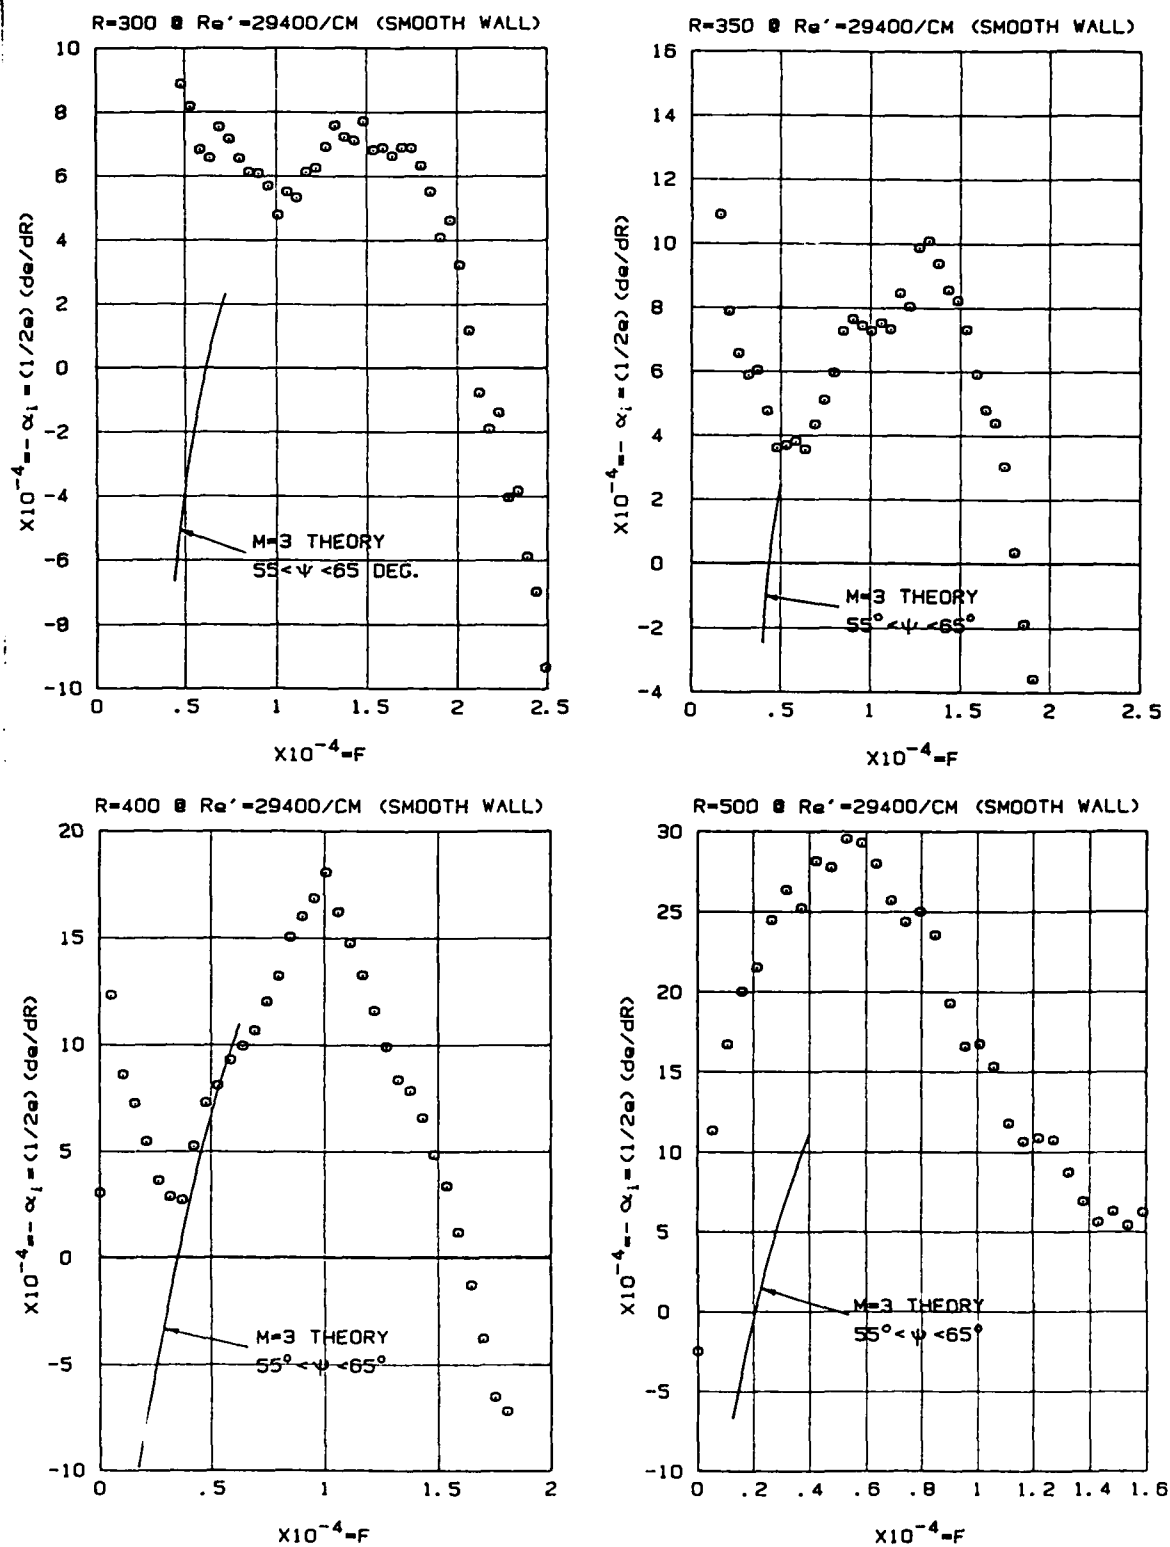 R=300 @ Re′=29400/CM (SMOOTH WALL)
10
8
6
4
2
0
-2
-4
-6
-8
-10
X10⁻⁴=- αᵢ=(1/2e)(de/dR)
M=3 THEORY
55<ψ<65 DEG.
0 .5 1 1.5 2 2.5
X10⁻⁴=F
R=350 @ Re′=29400/CM (SMOOTH WALL)
16
14
12
10
8
6
4
2
0
-2
-4
X10⁻⁴=- αᵢ=(1/2e)(de/dR)
M=3 THEORY
55°<ψ<65°
0 .5 1 1.5 2 2.5
X10⁻⁴=F
R=400 @ Re′=29400/CM (SMOOTH WALL)
20
15
10
5
0
-5
-10
X10⁻⁴=- αᵢ=(1/2e)(de/dR)
M=3 THEORY
55°<ψ<65°
0 .5 1 1.5 2
X10⁻⁴=F
R=500 @ Re′=29400/CM (SMOOTH WALL)
30
25
20
15
10
5
0
-5
-10
X10⁻⁴=- αᵢ=(1/2e)(de/dR)
M=3 THEORY
55°<ψ<65°
0 .2 .4 .6 .8 1 1.2 1.4 1.6
X10⁻⁴=F